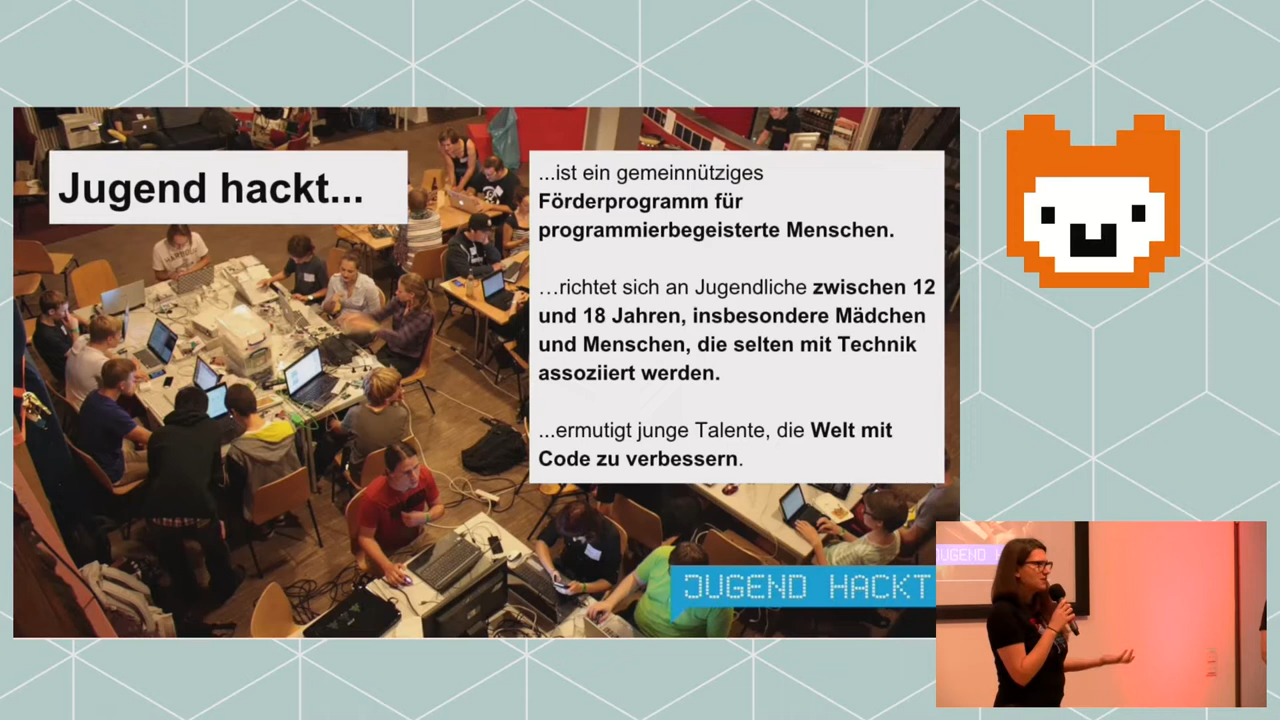 Jugend hackt...
...ist ein gemeinnütziges
Förderprogramm für
programmierbegeisterte Menschen.
…richtet sich an Jugendliche zwischen 12
und 18 Jahren, insbesondere Mädchen
und Menschen, die selten mit Technik
assoziiert werden.
...ermutigt junge Talente, die Welt mit
Code zu verbessern.
JUGEND HACKT
JUGEND